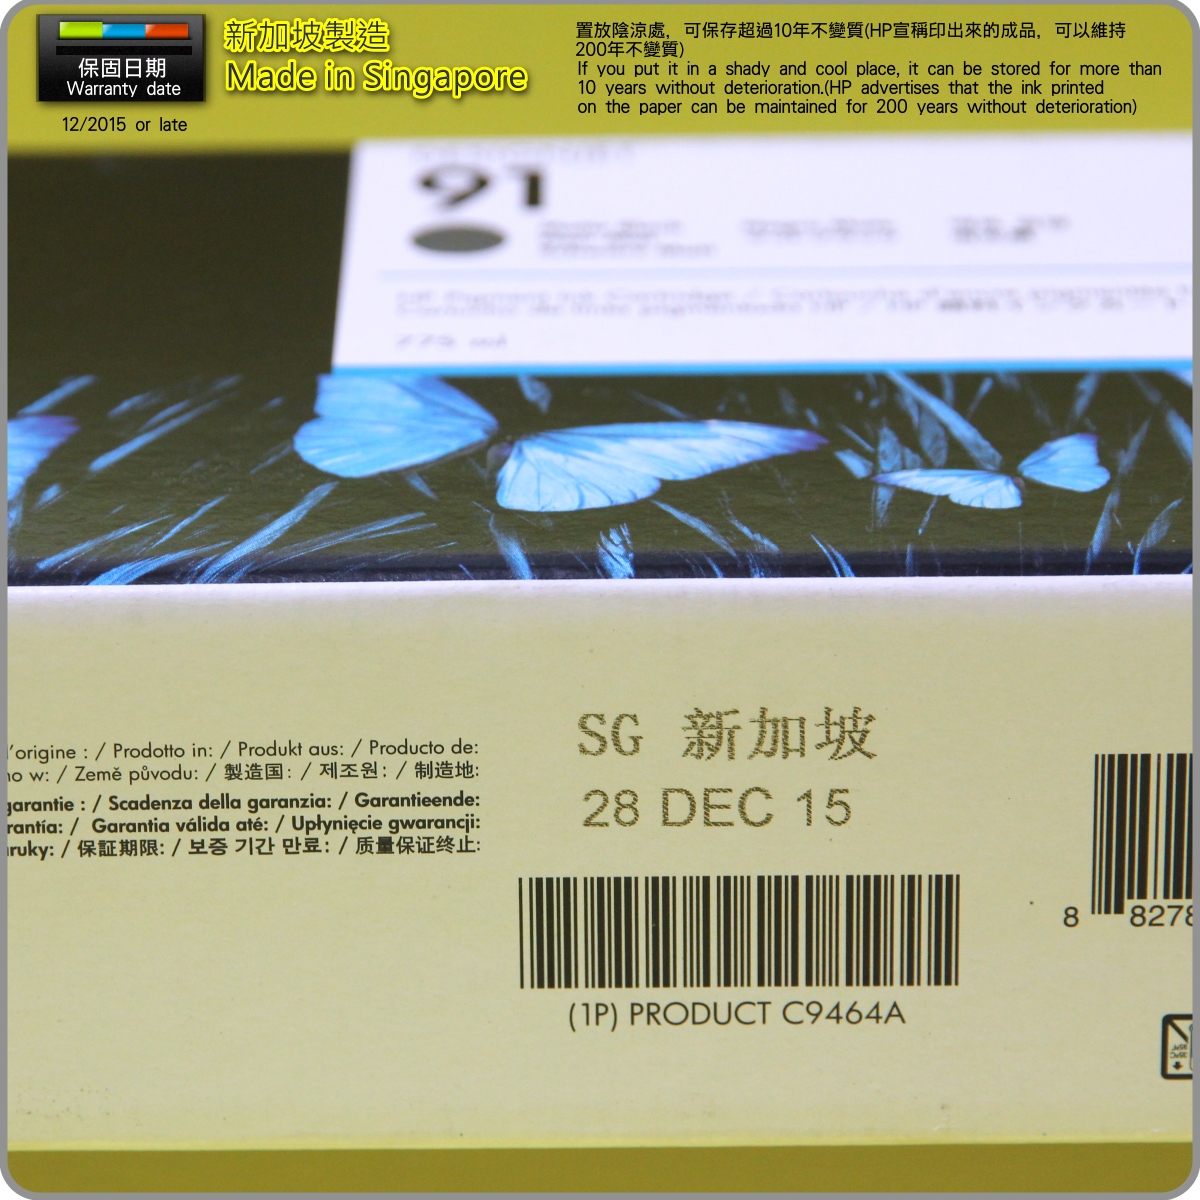 保固日期
Warranty date
12/2015 or late
新加坡製造
Made in Singapore
置放陰涼處，可保存超過10年不變質(HP宣稱印出來的成品，可以維持
200年不變質)
If you put it in a shady and cool place, it can be stored for more than
10 years without deterioration.(HP advertises that the ink printed
on the paper can be maintained for 200 years without deterioration)
91
775 ml
l'origine : / Prodotto in: / Produkt aus: / Producto de:
no w: / Země původu: / 製造国: / 제조원: / 制造地:
garantie : / Scadenza della garanzia: / Garantieende:
rantía: / Garantia válida até: / Upłynięcie gwarancji:
áruky: / 保証期限: / 보증 기간 만료: / 质量保证终止:
SG 新加坡
28 DEC 15
(1P) PRODUCT C9464A
8 8278